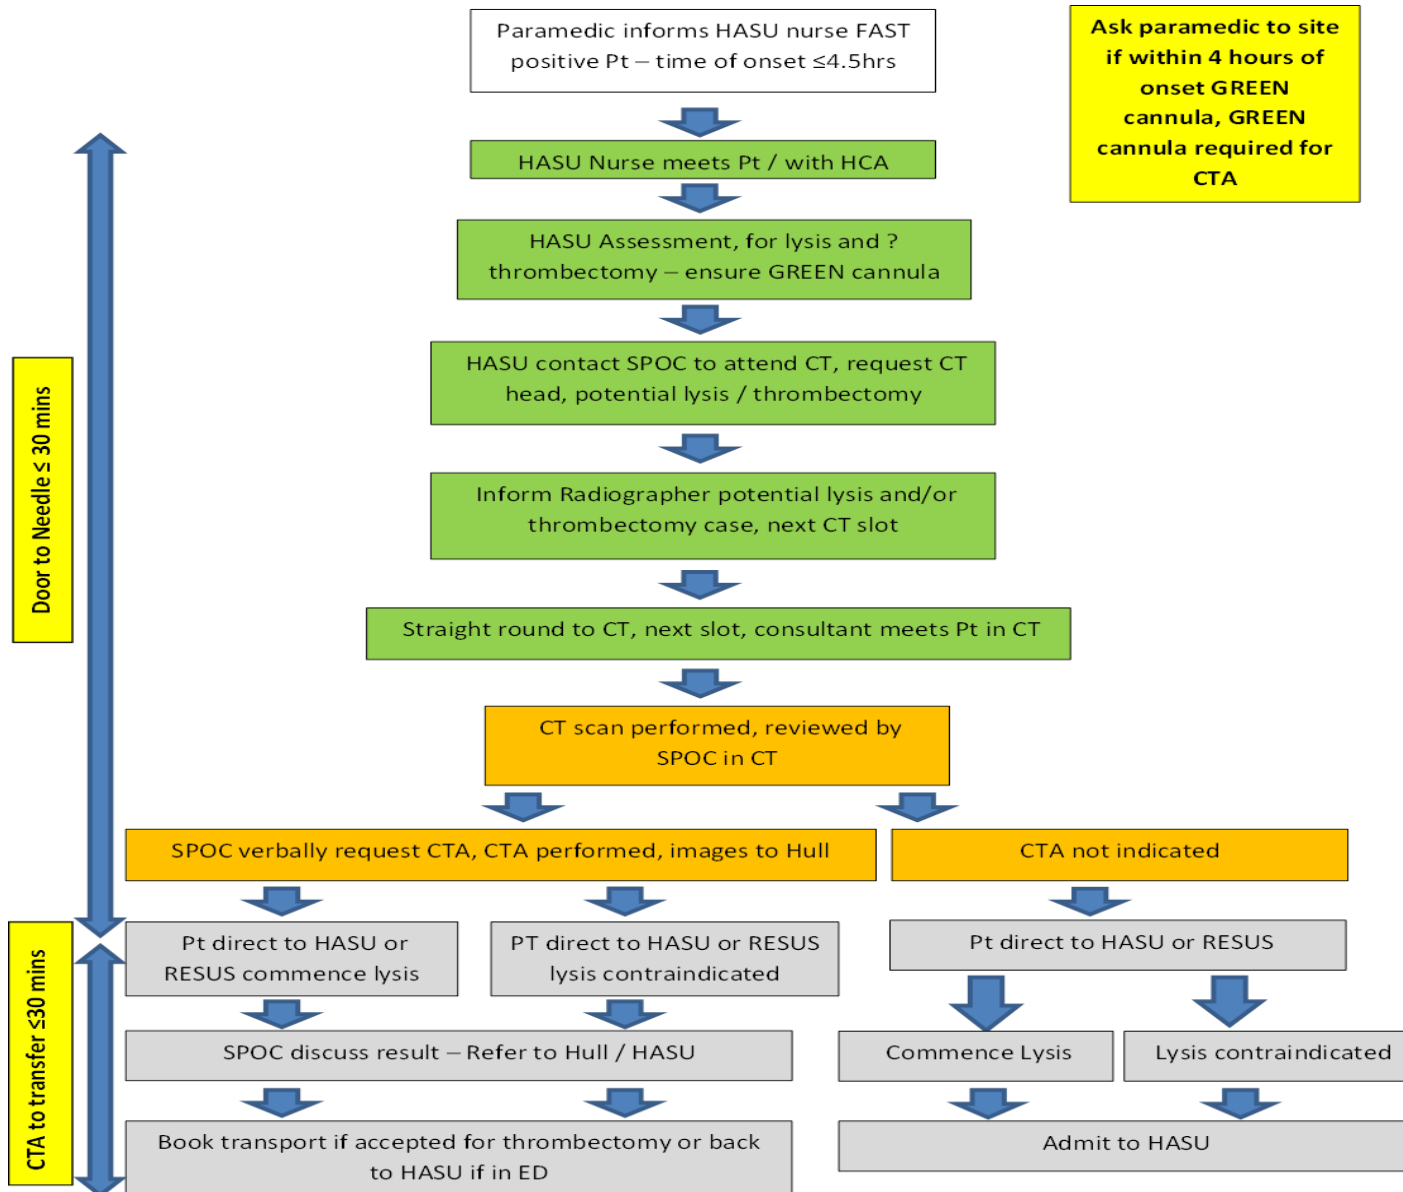 Paramedic informs HASU nurse FAST
positive Pt – time of onset ≤4.5hrs
Ask paramedic to site
if within 4 hours of
onset GREEN
cannula, GREEN
cannula required for
CTA
HASU Nurse meets Pt / with HCA
HASU Assessment, for lysis and ?
thrombectomy – ensure GREEN cannula
HASU contact SPOC to attend CT, request CT
head, potential lysis / thrombectomy
Door to Needle ≤ 30 mins
Inform Radiographer potential lysis and/or
thrombectomy case, next CT slot
Straight round to CT, next slot, consultant meets Pt in CT
CT scan performed, reviewed by
SPOC in CT
SPOC verbally request CTA, CTA performed, images to Hull
CTA not indicated
CTA to transfer ≤30 mins
Pt direct to HASU or
RESUS commence lysis
PT direct to HASU or RESUS
lysis contraindicated
Pt direct to HASU or RESUS
SPOC discuss result – Refer to Hull / HASU
Commence Lysis
Lysis contraindicated
Book transport if accepted for thrombectomy or back
to HASU if in ED
Admit to HASU